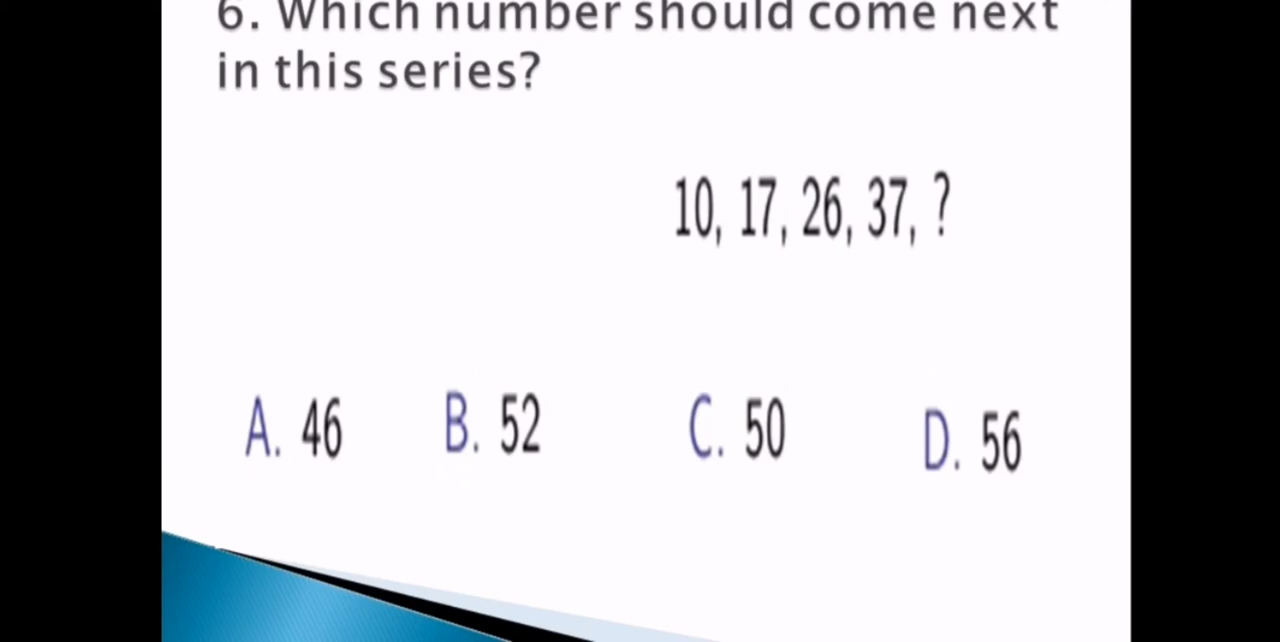 6. Which number should come next
in this series?
10, 17, 26, 37, ?
A. 46 B. 52 C. 50 D. 56